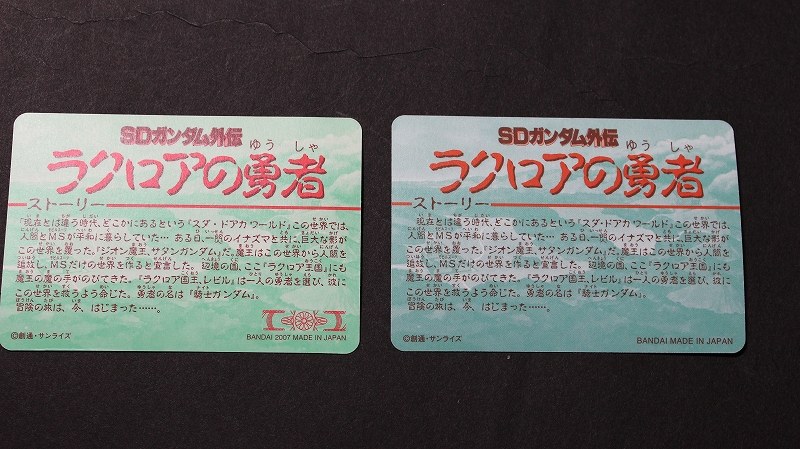 SDガンダム外伝
ゆうしゃ
ラクロアの勇者
ストーリー
「現在とは違う時代、どこかにあるという「スダ・ドアカ ワールド」この世界では、
人間とMSが平和に暮らしていた…ある日、一閃のイナズマと共に、巨大な影が
この世界を覆った。「ジオン魔王、サタンガンダム」だ。魔王はこの世界から人間を
追放し、MSだけの世界を作ると宣言した。辺境の国、ここ「ラクロア王国」にも
魔王の魔の手がのびてきた。「ラクロア国王、レビル」は一人の勇者を選び、彼に
この世界を救うよう命じた。勇者の名は「騎士ガンダム」。
冒険の旅は、今、はじまった……。
©創通・サンライズ
BANDAI 2007 MADE IN JAPAN
SDガンダム外伝
ゆうしゃ
ラクロアの勇者
ストーリー
現在とは違う時代、どこかにあるという「スダ・ドアカ ワールド」この世界では、
人間とMSが平和に暮らしていた…ある日、一閃のイナズマと共に、巨大な影が
この世界を覆った。「ジオン魔王、サタンガンダム」だ。魔王はこの世界から人間を
追放し、MSだけの世界を作ると宣言した。辺境の国、ここ「ラクロア王国」にも
魔王の魔の手がのびてきた。「ラクロア国王、レビル」は一人の勇者を選び、彼に
この世界を救うよう命じた。勇者の名は「騎士ガンダム」。
冒険の旅は、今、はじまった……。
©創通・サンライズ
BANDAI MADE IN JAPAN